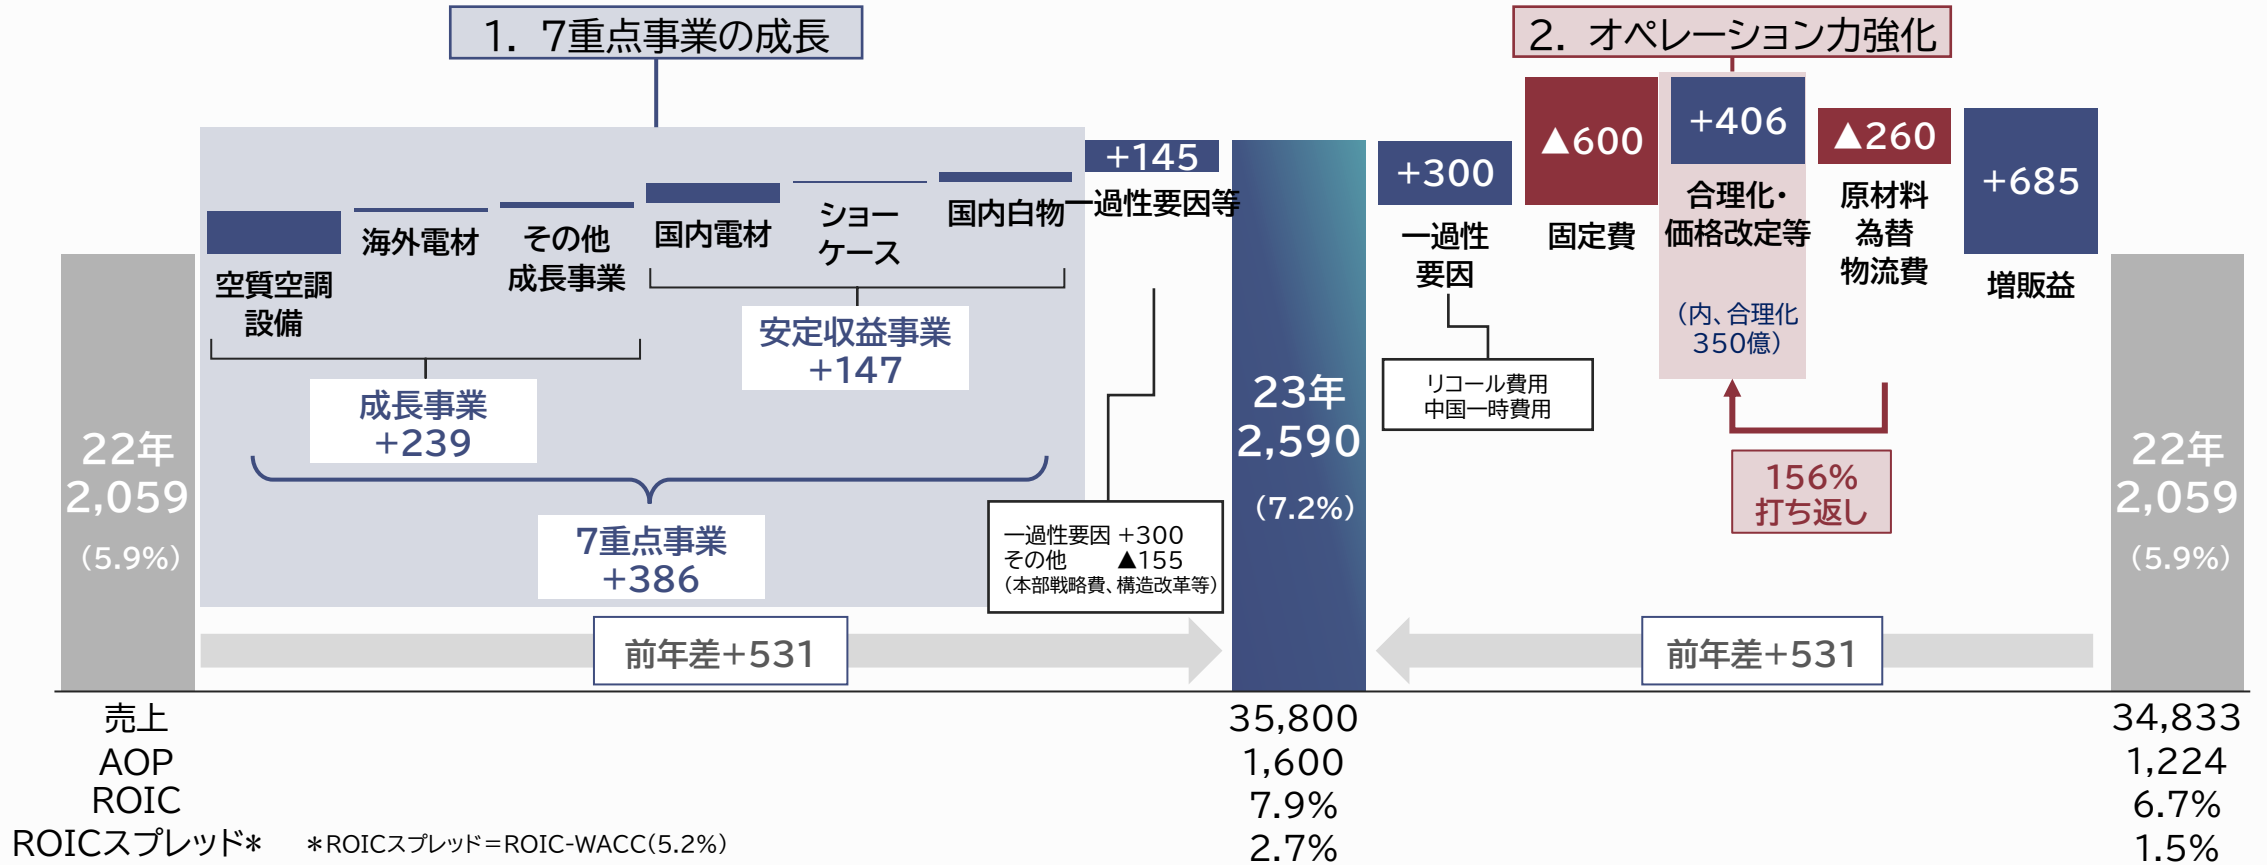 1. 7重点事業の成長
2. オペレーション力強化
22年
2,059
(5.9%)
空質空調
設備
海外電材
その他
成長事業
国内電材
ショー
ケース
国内白物
+145
一過性要因等
成長事業
+239
安定収益事業
+147
7重点事業
+386
一過性要因 +300
その他 ▲155
(本部戦略費、構造改革等)
前年差+531
23年
2,590
(7.2%)
+300
一過性
要因
リコール費用
中国一時費用
▲600
固定費
+406
合理化・
価格改定等
(内、合理化
350億)
▲260
原材料
為替
物流費
156%
打ち返し
+685
増販益
前年差+531
22年
2,059
(5.9%)
売上 35,800 34,833
AOP 1,600 1,224
ROIC 7.9% 6.7%
ROICスプレッド* *ROICスプレッド=ROIC-WACC(5.2%) 2.7% 1.5%